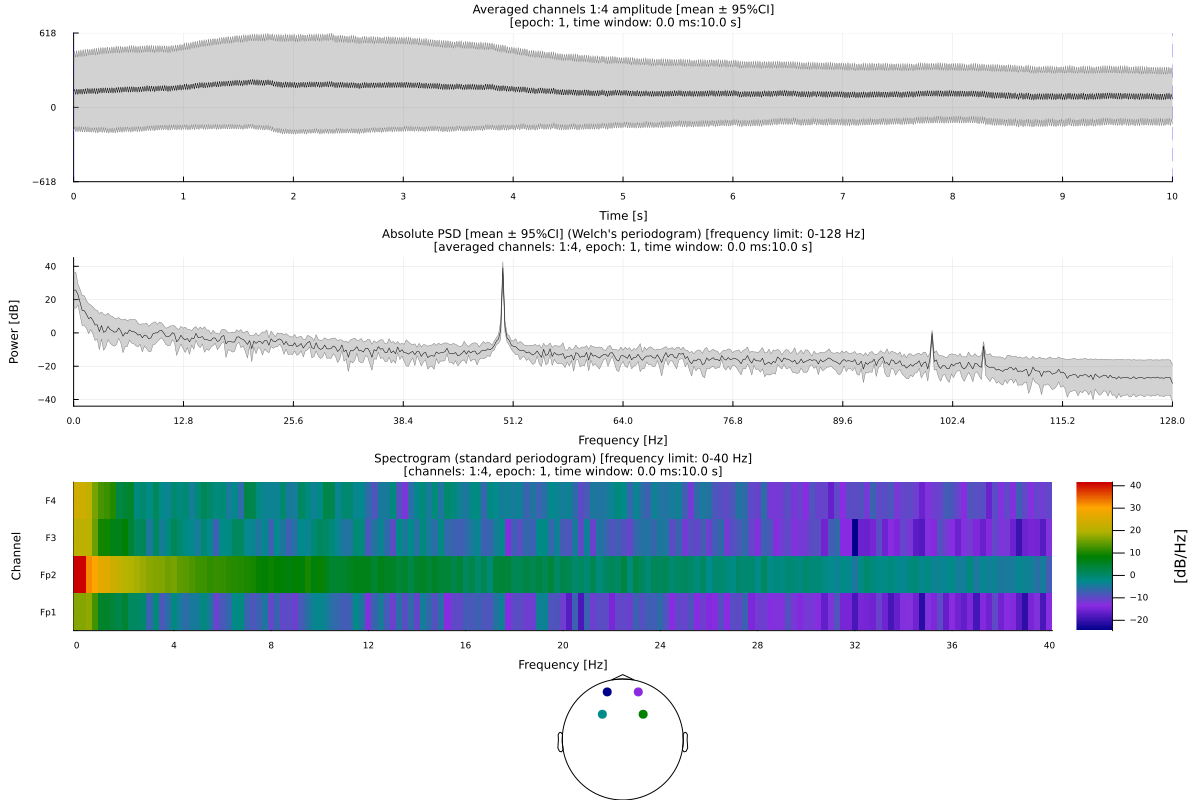 Averaged channels 1:4 amplitude [mean ± 95%CI]
[epoch: 1, time window: 0.0 ms:10.0 s]
618
0
−618
0 1 2 3 4 5 6 7 8 9 10
Time [s]
Absolute PSD [mean ± 95%CI] (Welch's periodogram) [frequency limit: 0-128 Hz]
[averaged channels: 1:4, epoch: 1, time window: 0.0 ms:10.0 s]
Power [dB]
40
20
0
−20
−40
0.0 12.8 25.6 38.4 51.2 64.0 76.8 89.6 102.4 115.2 128.0
Frequency [Hz]
Spectrogram (standard periodogram) [frequency limit: 0-40 Hz]
[channels: 1:4, epoch: 1, time window: 0.0 ms:10.0 s]
Channel
F4
F3
Fp2
Fp1
0 4 8 12 16 20 24 28 32 36 40
Frequency [Hz]
40
30
20
10
0
−10
−20
[dB/Hz]